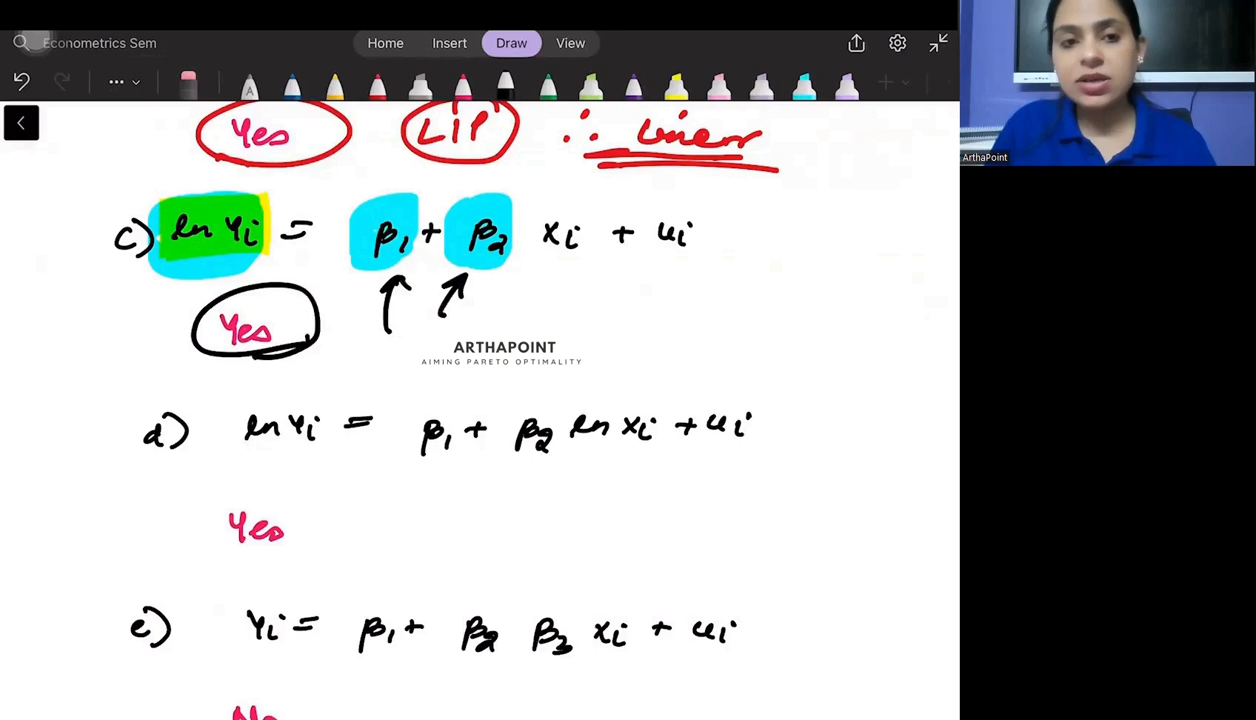 Econometrics Sem
Home Insert Draw View
A
Yes LIP ∴ Linear
ArthaPoint
c) ln Yi = β1 + β2 Xi + ui
Yes
ARTHAPOINT
AIMING PARETO OPTIMALITY
d) ln Yi = β1 + β2 ln Xi + ui
Yes
e) Yi = β1 + β2 β3 Xi + ui
No